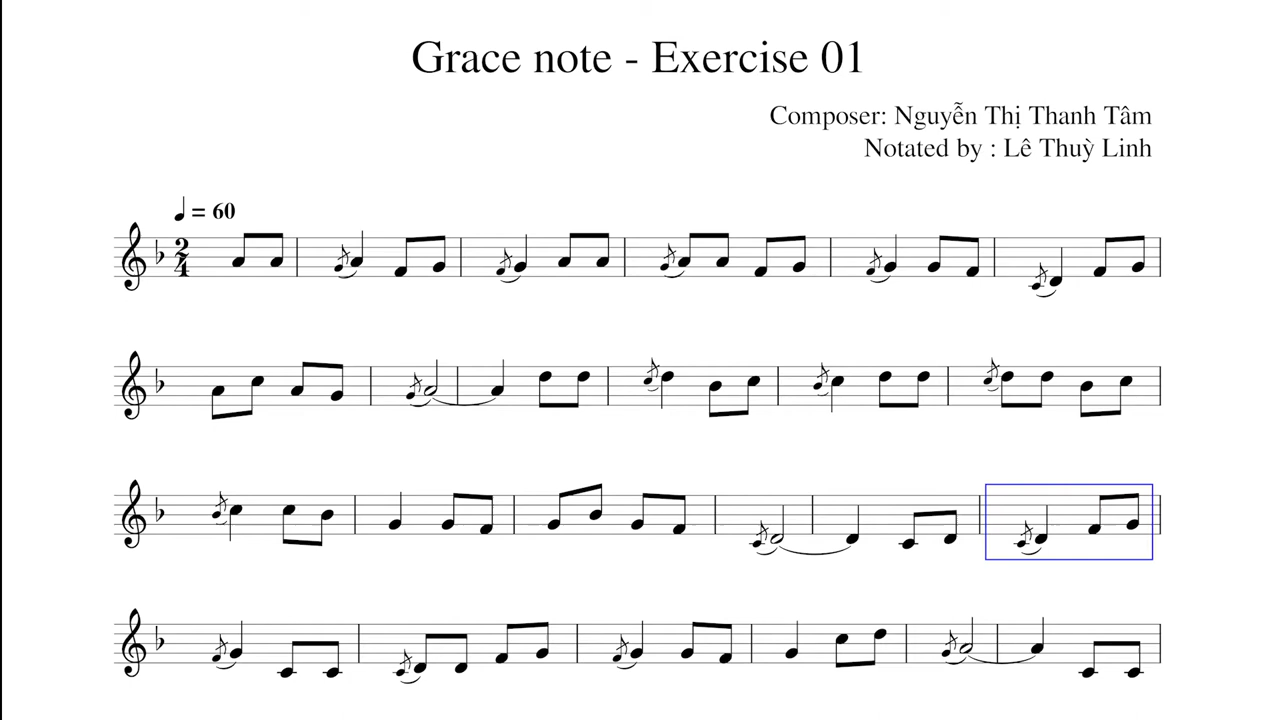 Grace note - Exercise 01
Composer: Nguyễn Thị Thanh Tâm
Notated by : Lê Thuỳ Linh
♩ = 60
2
4